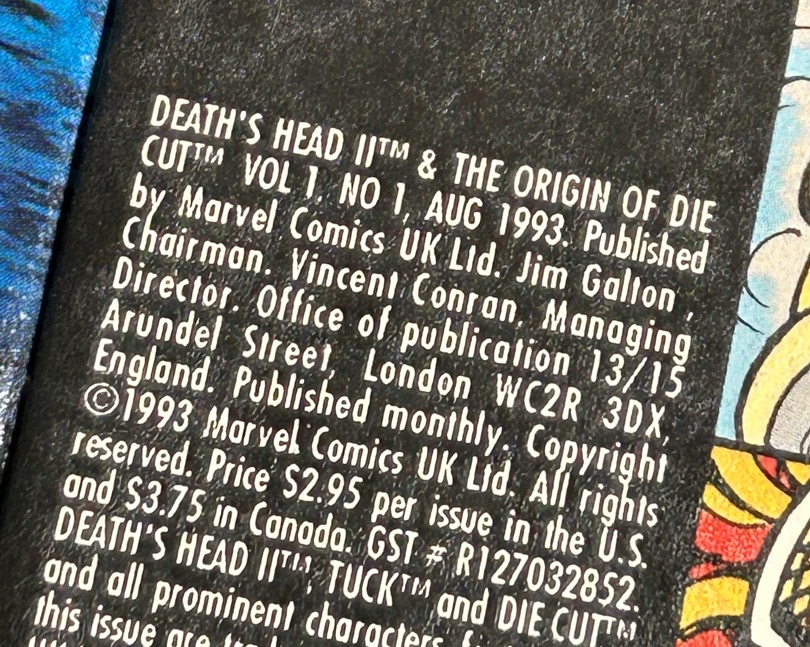 DEATH'S HEAD II™ & THE ORIGIN OF DIE
CUT™ VOL 1. NO 1, AUG 1993. Published
by Marvel Comics UK Ltd. Jim Galton,
Chairman. Vincent Conran, Managing
Director. Office of publication 13/15
Arundel Street, London WC2R 3DX,
England. Published monthly. Copyright
©1993 Marvel Comics UK Ltd. All rights
reserved. Price $2.95 per issue in the U.S.
and $3.75 in Canada. GST # R127032852.
DEATH'S HEAD II™, TUCK™ and DIE CUT™
and all prominent characters
this issue are